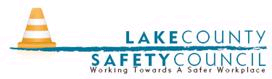 LAKECOUNTY
SAFETYCOUNCIL
Working Towards A Safer Workplace